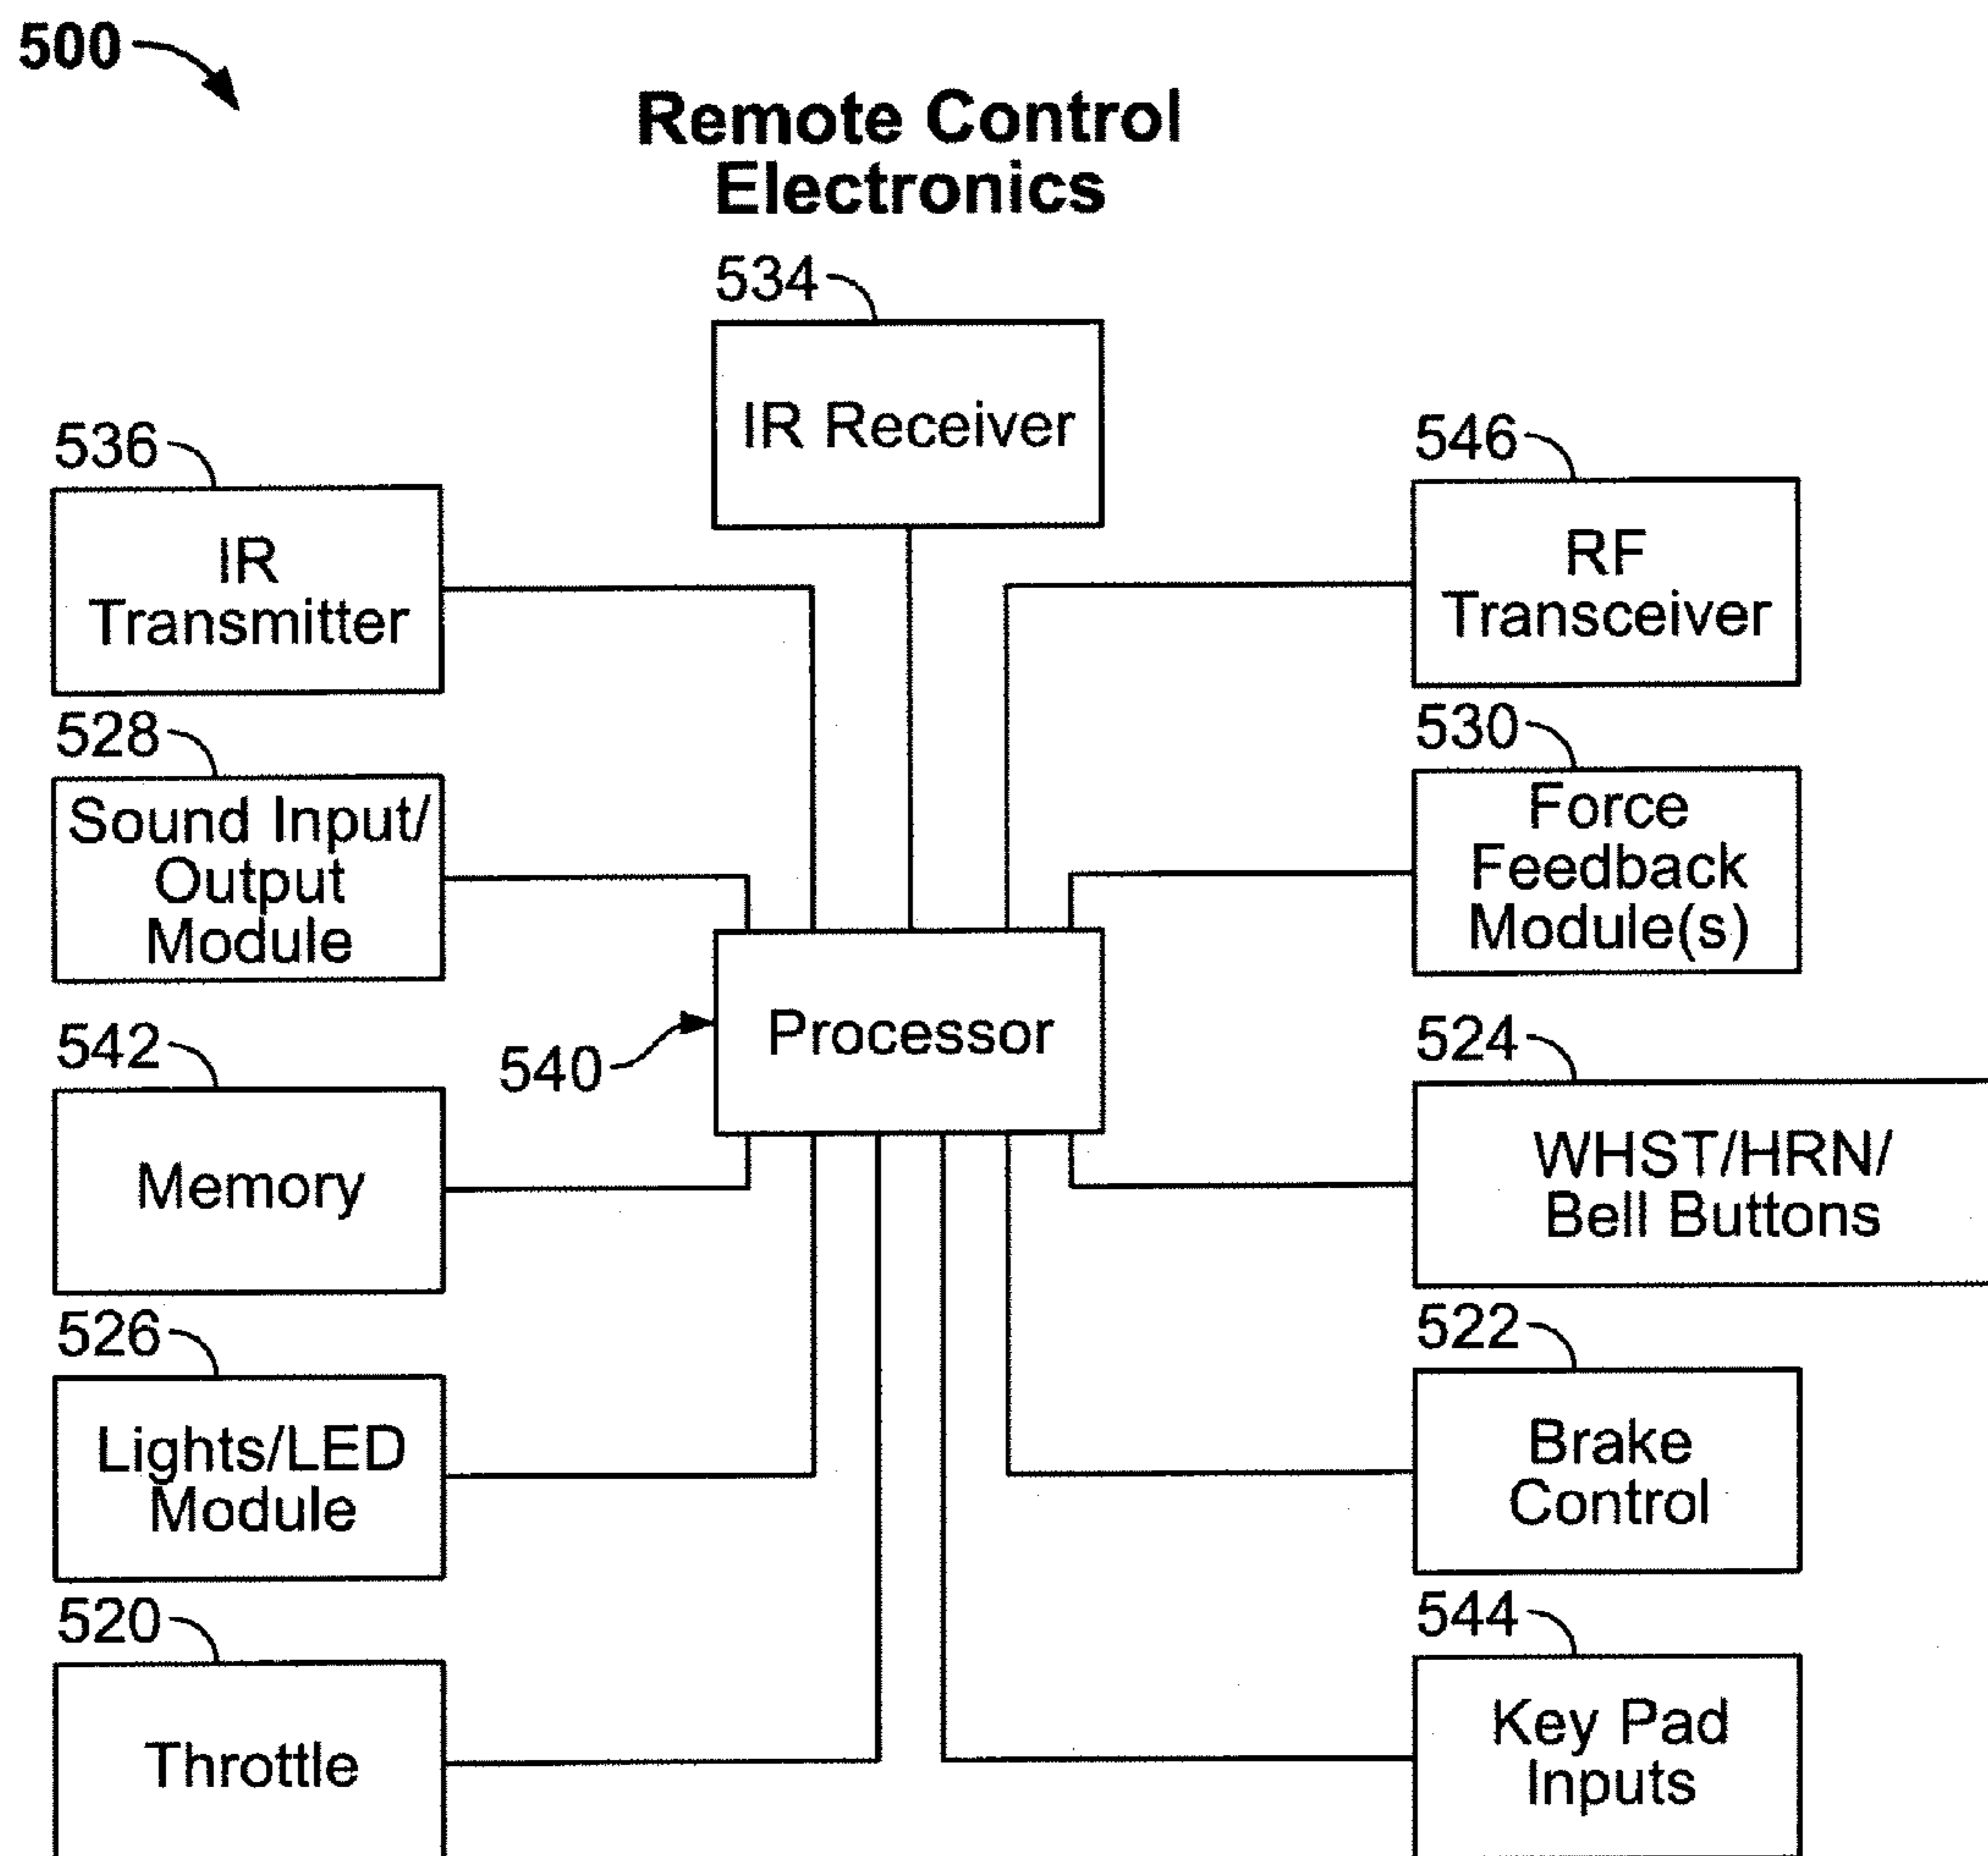 500
Remote Control
Electronics
534
IR Receiver
536
IR
Transmitter
546
RF
Transceiver
528
Sound Input/
Output
Module
530
Force
Feedback
Module(s)
540
Processor
542
Memory
524
WHST/HRN/
Bell Buttons
526
Lights/LED
Module
522
Brake
Control
520
Throttle
544
Key Pad
Inputs